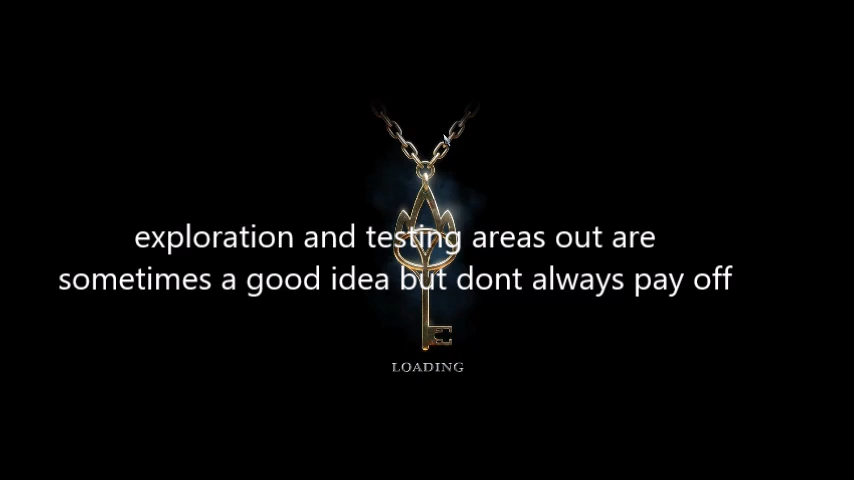 exploration and testing areas out are
sometimes a good idea but dont always pay off
LOADING